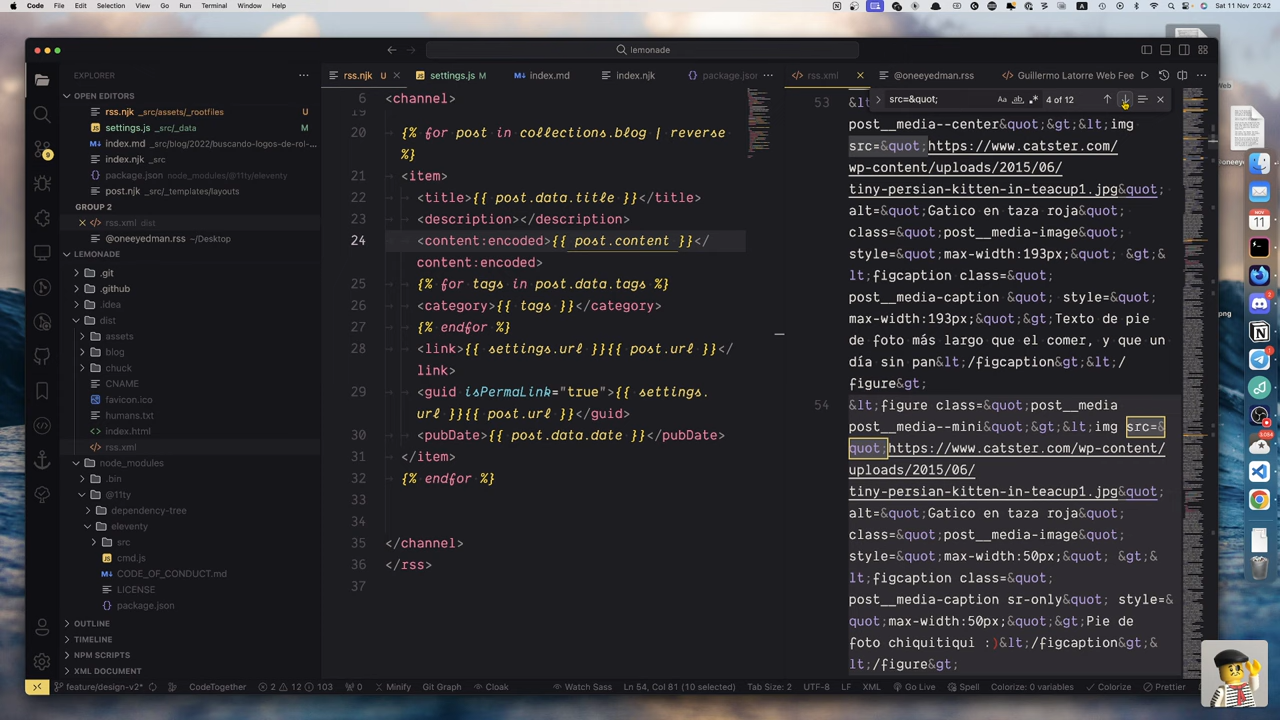 Code File Edit Selection View Go Run Terminal Window Help
Sat 11 Nov 20:42
lemonade
EXPLORER
OPEN EDITORS
rss.njk _src/assets/_rootfiles U
settings.js _src/_data M
index.md _src/blog/2022/buscando-logos-de-rol-...
index.njk _src
package.json node_modules/@11ty/eleventy
post.njk _src/_templates/layouts
GROUP 2
rss.xml dist
@oneeyedman.rss ~/Desktop
LEMONADE
.git
.github
.idea
dist
assets
blog
chuck
CNAME
favicon.ico
humans.txt
index.html
rss.xml
node_modules
.bin
@11ty
dependency-tree
eleventy
src
cmd.js
CODE_OF_CONDUCT.md
LICENSE
package.json
OUTLINE
TIMELINE
NPM SCRIPTS
XML DOCUMENT
9
rss.njk U
settings.js M
index.md
index.njk
package.json
6 <channel>
19
20 {% for post in collections.blog | reverse
%}
21 <item>
22 <title>{{ post.data.title }}</title>
23 <description></description>
24 <content:encoded>{{ post.content }}</
content:encoded>
25 {% for tags in post.data.tags %}
26 <category>{{ tags }}</category>
27 {% endfor %}
28 <link>{{ settings.url }}{{ post.url }}</
link>
29 <guid isPermaLink="true">{{ settings.
url }}{{ post.url }}</guid>
30 <pubDate>{{ post.data.date }}</pubDate>
31 </item>
32 {% endfor %}
33
34
35 </channel>
36 </rss>
37
rss.xml
@oneeyedman.rss
Guillermo Latorre Web Fee
src=&quot; Aa ab 4 of 12
53 &lt;
post__media--center&quot;&gt;&lt;img
src=&quot;https://www.catster.com/
wp-content/uploads/2015/06/
tiny-persian-kitten-in-teacup1.jpg&quot;
alt=&quot;Gatico en taza roja&quot;
class=&quot;post__media-image&quot;
style=&quot;max-width:193px;&quot; &gt;&
lt;figcaption class=&quot;
post__media-caption &quot; style=&quot;
max-width:193px;&quot;&gt;Texto de pie
de foto más largo que el comer, y que un
día sin pan&lt;/figcaption&gt;&lt;/
figure&gt;
54 &lt;figure class=&quot;post__media
post__media--mini&quot;&gt;&lt;img src=&
quot;https://www.catster.com/wp-content/
uploads/2015/06/
tiny-persian-kitten-in-teacup1.jpg&quot;
alt=&quot;Gatico en taza roja&quot;
class=&quot;post__media-image&quot;
style=&quot;max-width:50px;&quot; &gt;&
lt;figcaption class=&quot;
post__media-caption sr-only&quot; style=&
quot;max-width:50px;&quot;&gt;Pie de
foto chiquitiqui :)&lt;/figcaption&gt;&
lt;/figure&gt;
feature/design-v2* CodeTogether 2 12 103 0 Minify Git Graft Cloak Watch Sass Ln 54, Col 81 (10 selected) Tab Size: 2 UTF-8 LF XML Go Live Spell Colorize: 0 variables Colorize Prettier
NOV
11
3.054